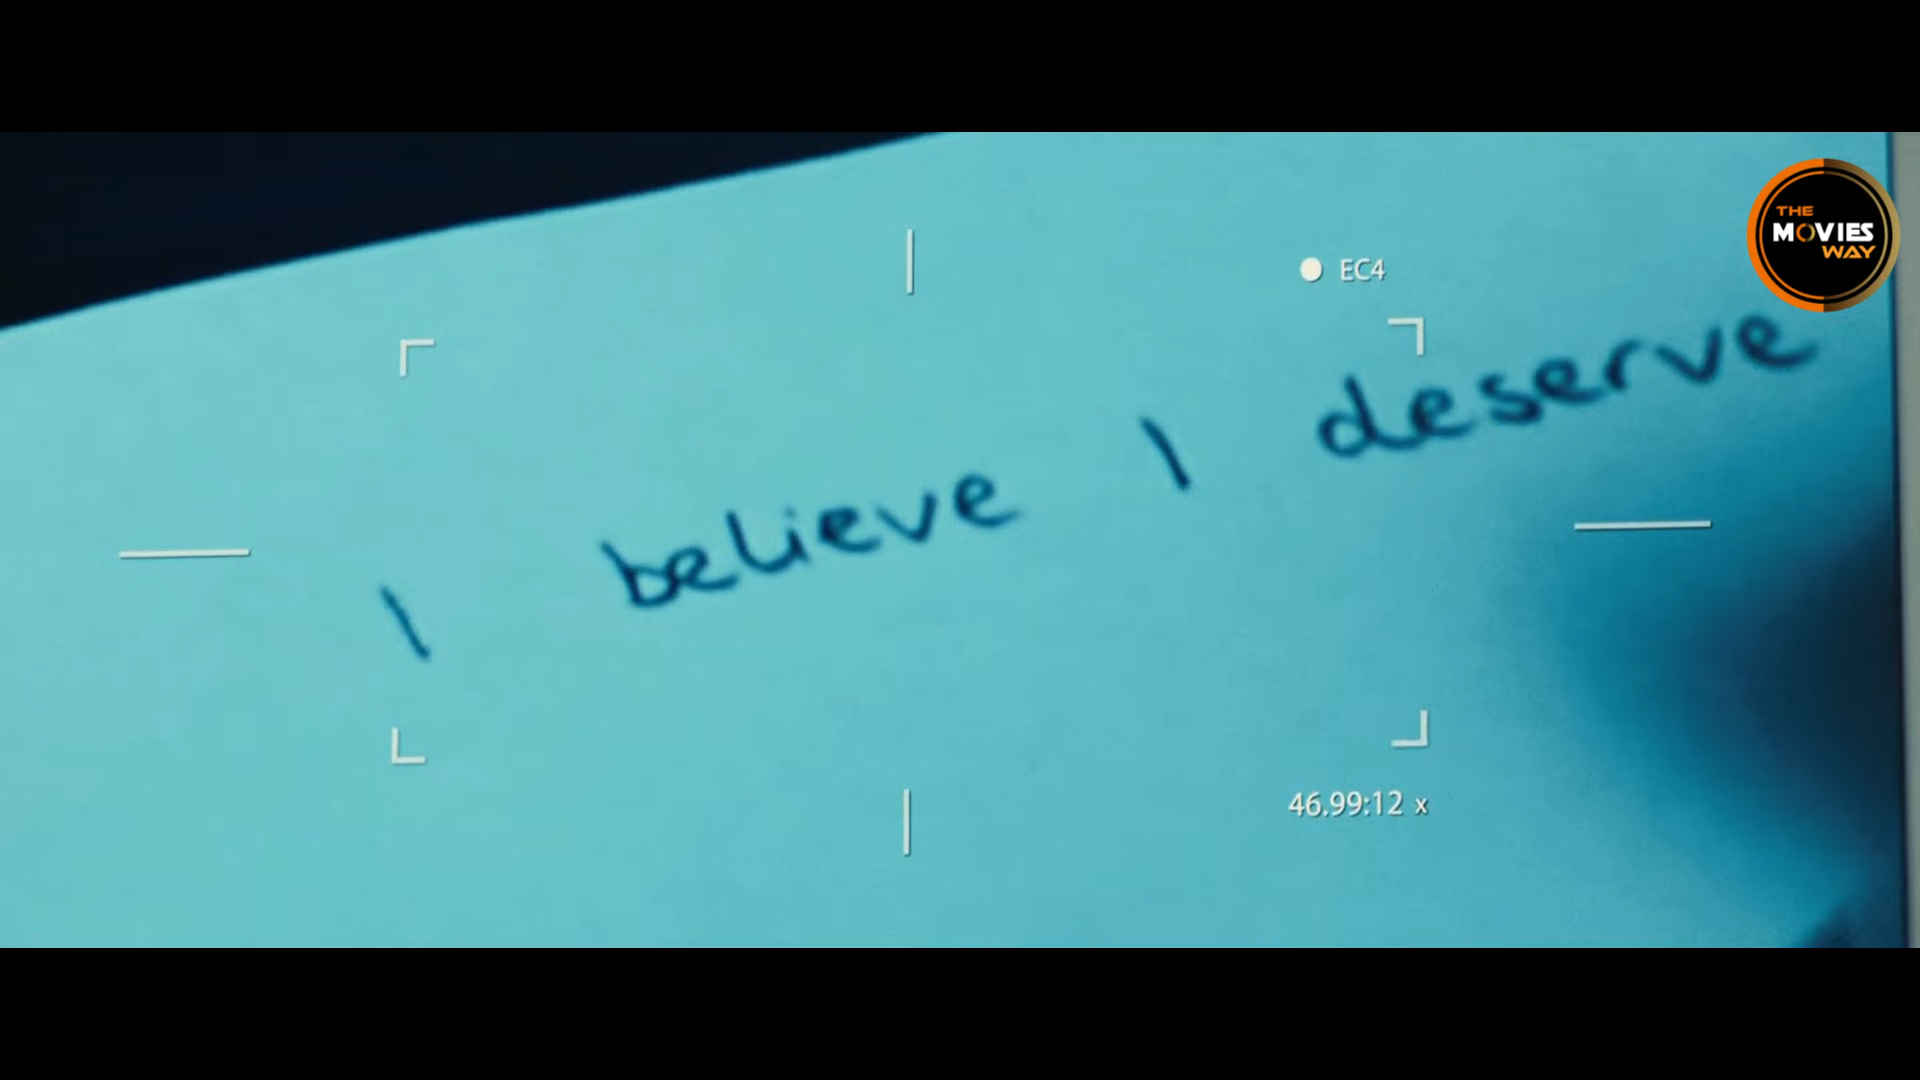 THE
MOVIES
WAY
EC4
I believe I deserve
46.99:12 x